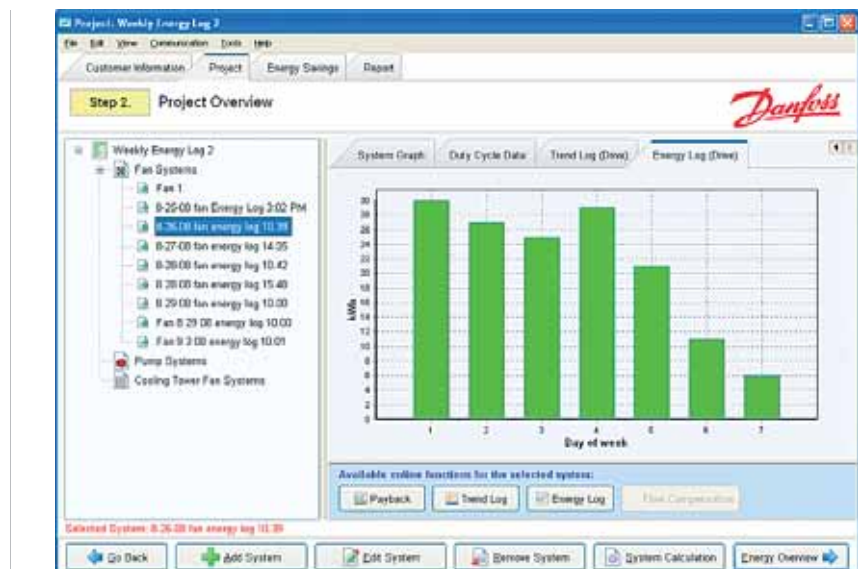 Project: Weekly Energy Log 2
File Edit View Communication Tools Help
Customer Information Project Energy Savings Report
Step 2. Project Overview
Danfoss
Weekly Energy Log 2
Fan Systems
Fan 1
8-25-08 fan Energy Log 3:02 PM
8-26-08 fan energy log 10.39
8-27-08 fan energy log 14.35
8-28-08 fan energy log 10.42
8 28 08 fan energy log 15.48
8 29 08 fan energy log 10.00
Fan 8 29 08 energy log 10.00
Fan 9 3 08 energy log 10.01
Pump Systems
Cooling Tower Fan Systems
System Graph Duty Cycle Data Trend Log (Drive) Energy Log (Drive)
30
28
26
24
22
20
18
16
14
12
10
8
6
4
2
0
1 2 3 4 5 6 7
Day of week
Available online functions for the selected system:
Payback Trend Log Energy Log Flow Compensation
Selected System: 8-26-08 fan energy log 10.39
Go Back Add System Edit System Remove System System Calculation Energy Overview